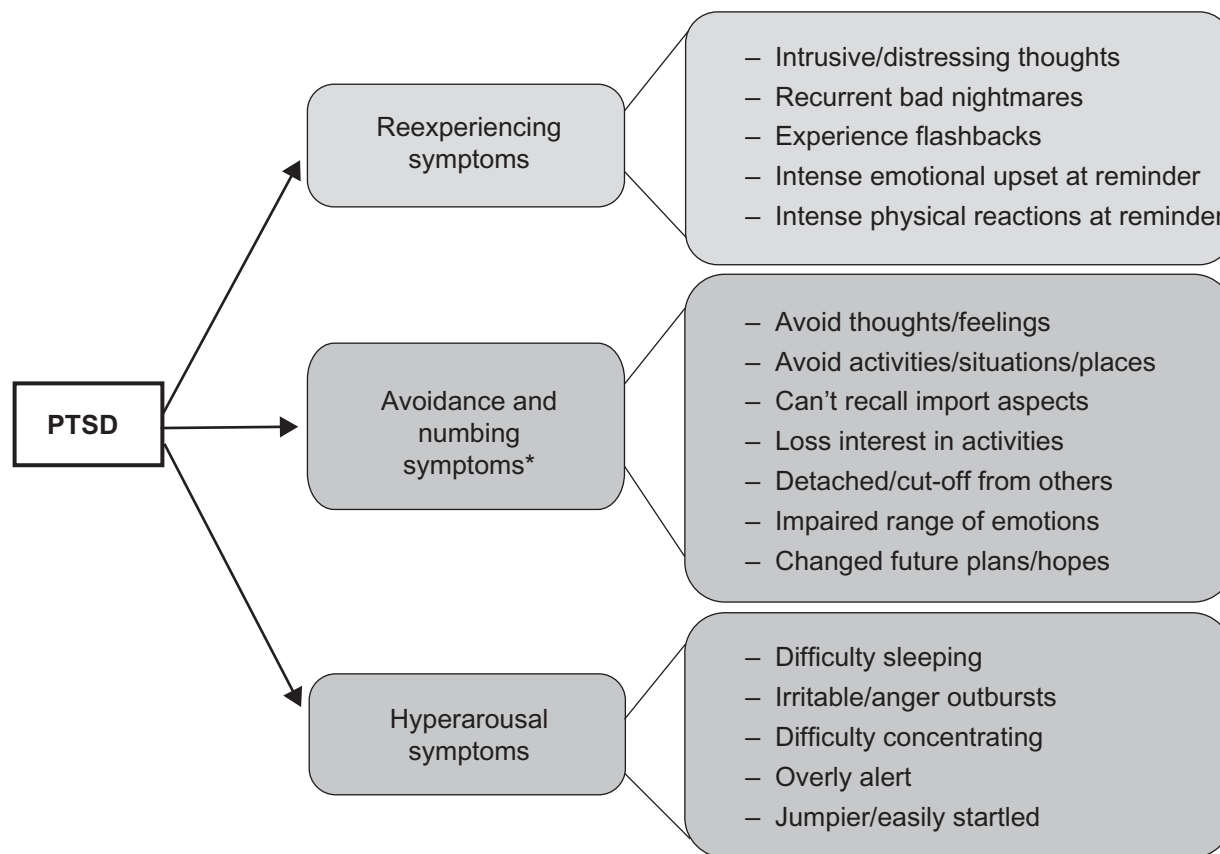 Reexperiencing
symptoms
– Intrusive/distressing thoughts
– Recurrent bad nightmares
– Experience flashbacks
– Intense emotional upset at reminder
– Intense physical reactions at reminder
PTSD
Avoidance and
numbing
symptoms*
– Avoid thoughts/feelings
– Avoid activities/situations/places
– Can’t recall import aspects
– Loss interest in activities
– Detached/cut-off from others
– Impaired range of emotions
– Changed future plans/hopes
Hyperarousal
symptoms
– Difficulty sleeping
– Irritable/anger outbursts
– Difficulty concentrating
– Overly alert
– Jumpier/easily startled